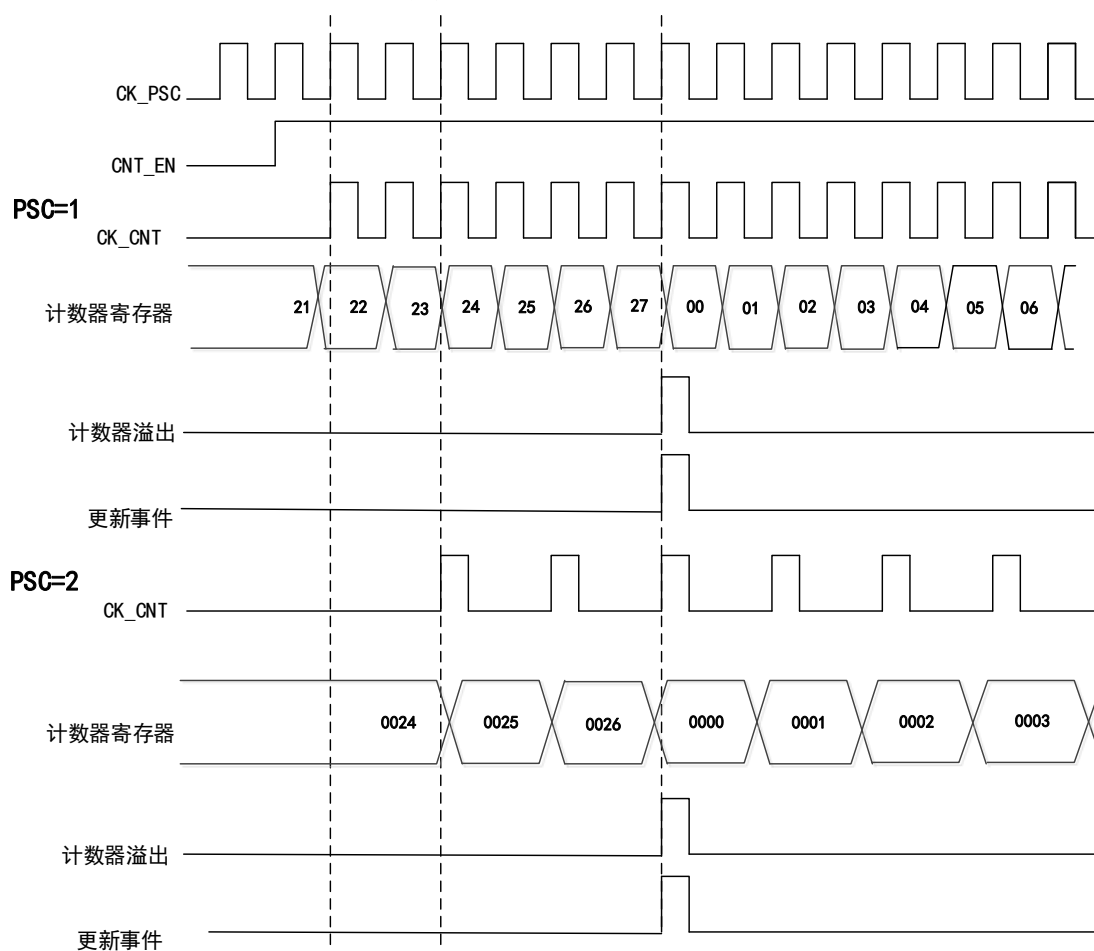 CK_PSC
CNT_EN
PSC=1
CK_CNT
计数器寄存器 21 22 23 24 25 26 27 00 01 02 03 04 05 06
计数器溢出
更新事件
PSC=2
CK_CNT
计数器寄存器 0024 0025 0026 0000 0001 0002 0003
计数器溢出
更新事件